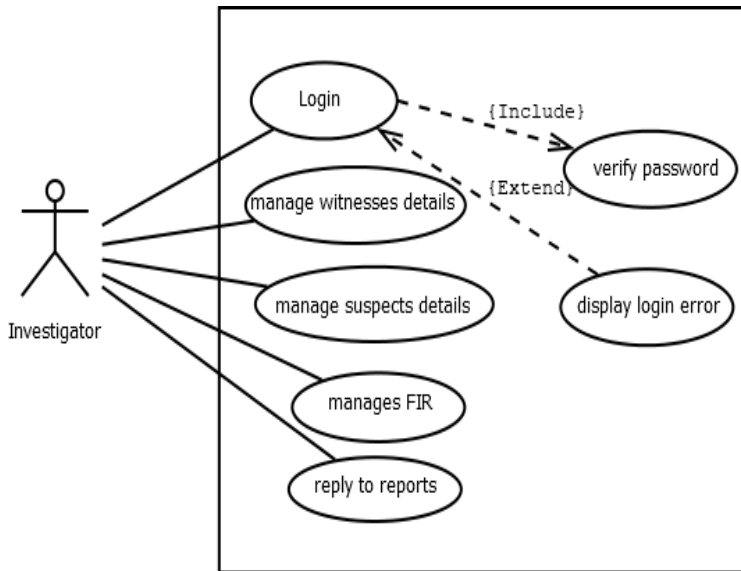 Login
{Include}
verify password
{Extend}
manage witnesses details
manage suspects details
display login error
Investigator
manages FIR
reply to reports